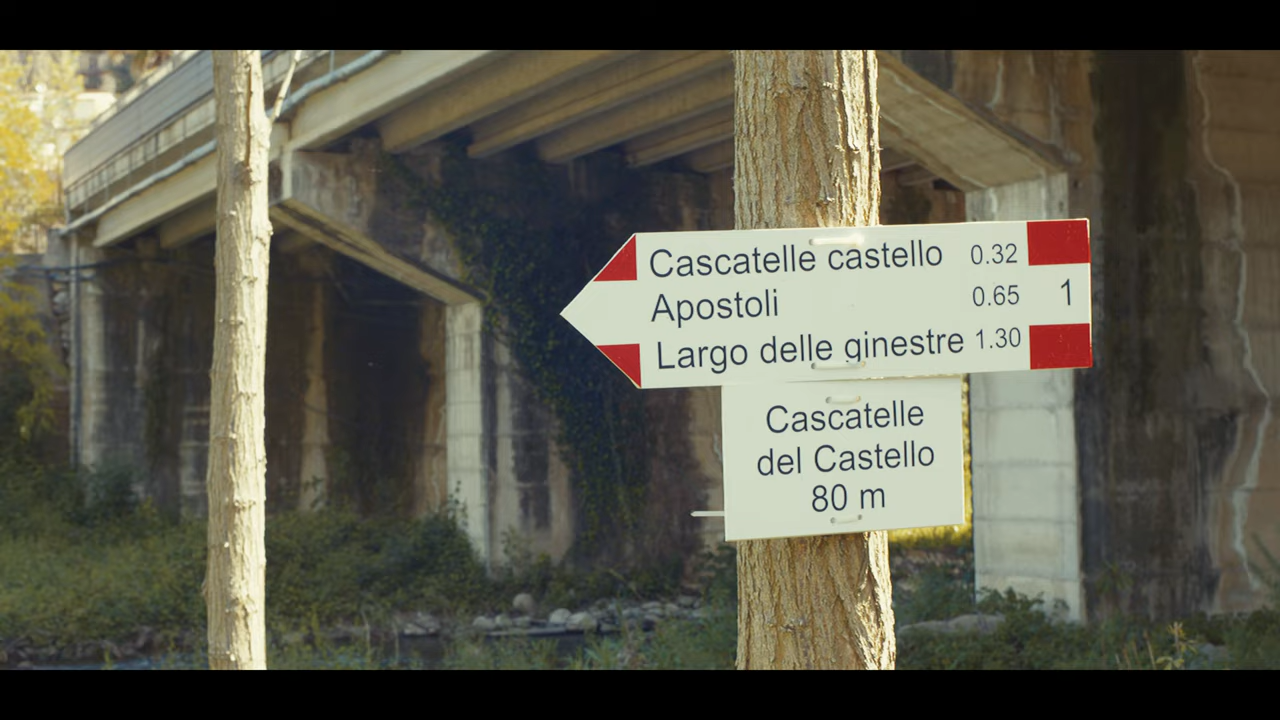 Cascatelle castello 0.32
Apostoli 0.65
1
Largo delle ginestre 1.30
Cascatelle
del Castello
80 m